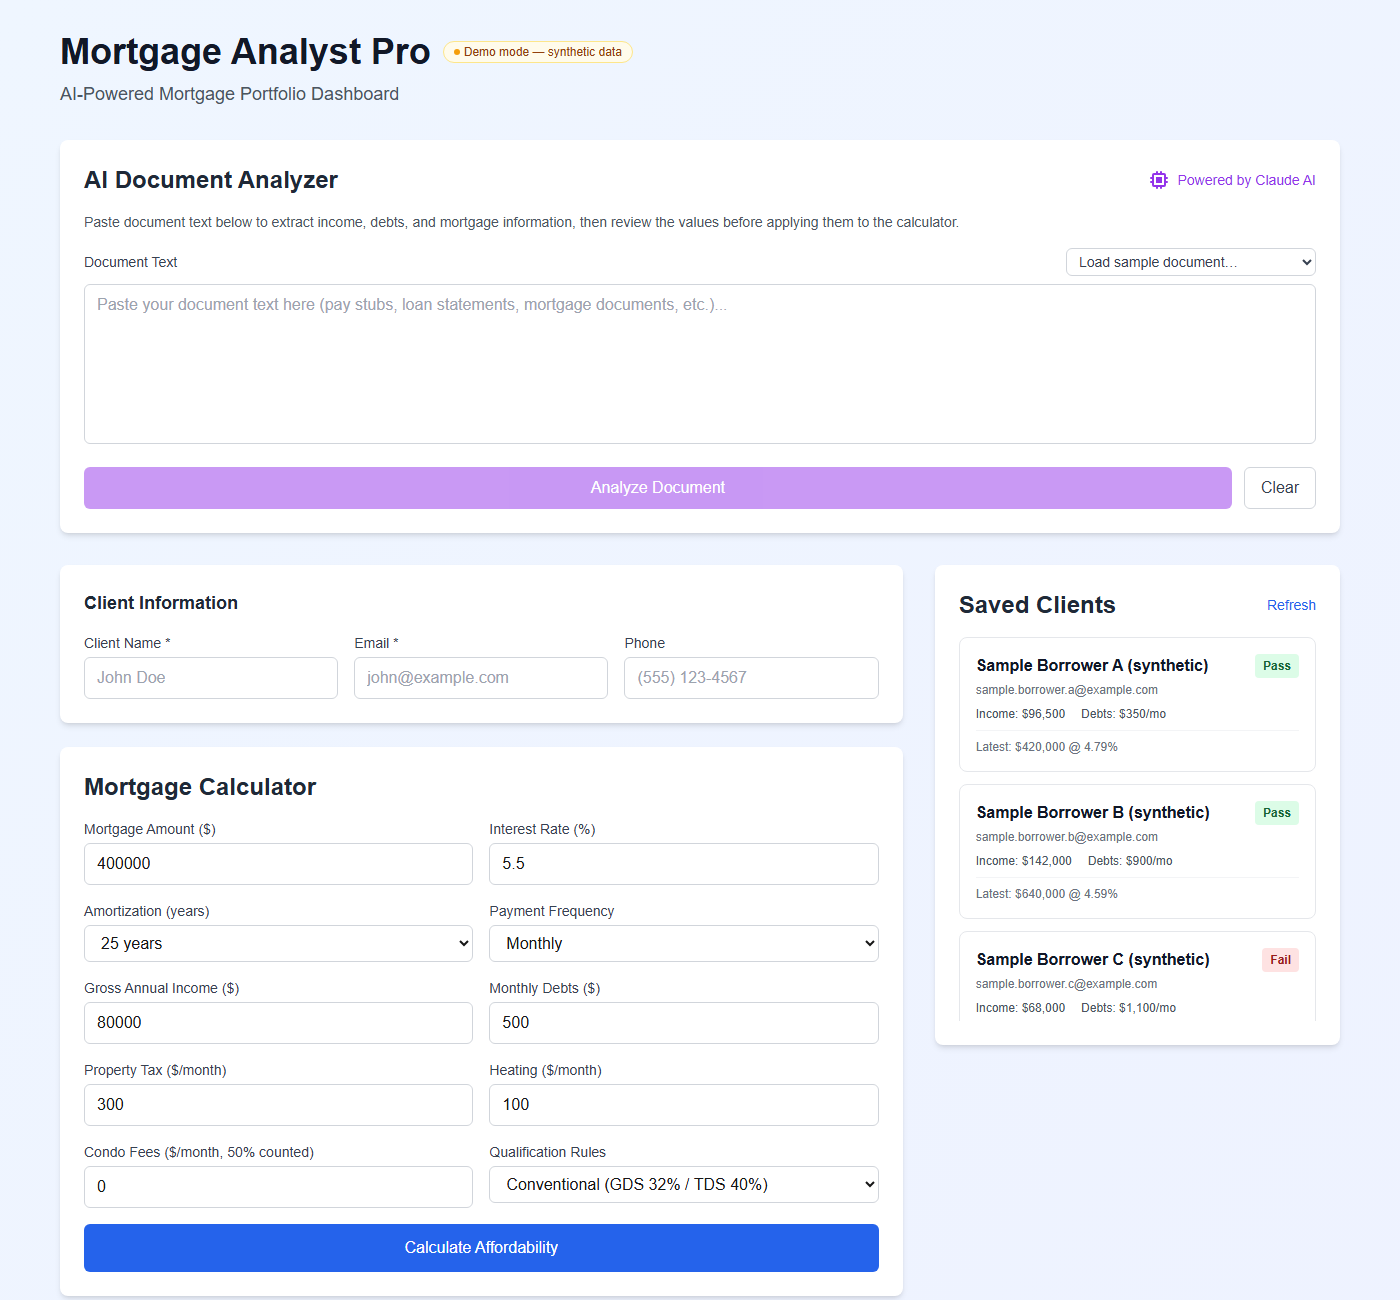 Mortgage Analyst Pro
Demo mode — synthetic data
AI-Powered Mortgage Portfolio Dashboard
AI Document Analyzer
Powered by Claude AI
Paste document text below to extract income, debts, and mortgage information, then review the values before applying them to the calculator.
Document Text
Load sample document...
Paste your document text here (pay stubs, loan statements, mortgage documents, etc.)...
Analyze Document
Clear
Client Information
Client Name *
Email *
Phone
John Doe
john@example.com
(555) 123-4567
Mortgage Calculator
Mortgage Amount ($)
Interest Rate (%)
400000
5.5
Amortization (years)
Payment Frequency
25 years
Monthly
Gross Annual Income ($)
Monthly Debts ($)
80000
500
Property Tax ($/month)
Heating ($/month)
300
100
Condo Fees ($/month, 50% counted)
Qualification Rules
0
Conventional (GDS 32% / TDS 40%)
Calculate Affordability
Saved Clients
Refresh
Sample Borrower A (synthetic)
Pass
sample.borrower.a@example.com
Income: $96,500 Debts: $350/mo
Latest: $420,000 @ 4.79%
Sample Borrower B (synthetic)
Pass
sample.borrower.b@example.com
Income: $142,000 Debts: $900/mo
Latest: $640,000 @ 4.59%
Sample Borrower C (synthetic)
Fail
sample.borrower.c@example.com
Income: $68,000 Debts: $1,100/mo